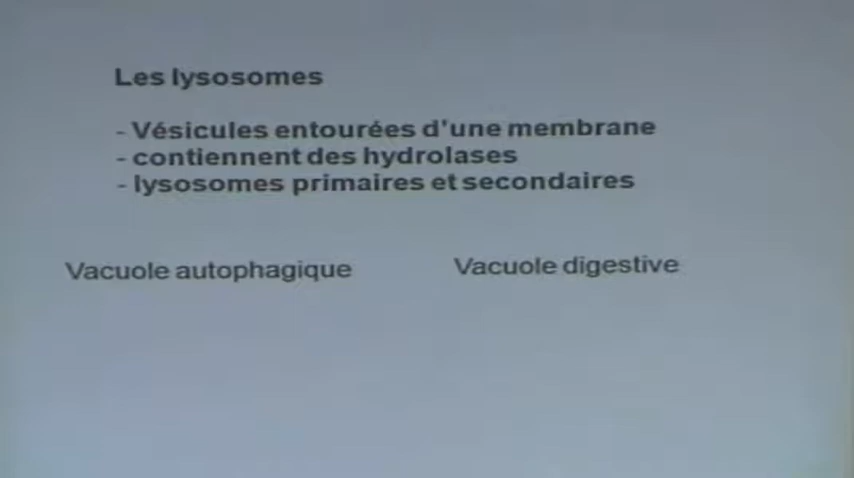 Les lysosomes
- Vésicules entourées d'une membrane
- contiennent des hydrolases
- lysosomes primaires et secondaires
Vacuole autophagique Vacuole digestive